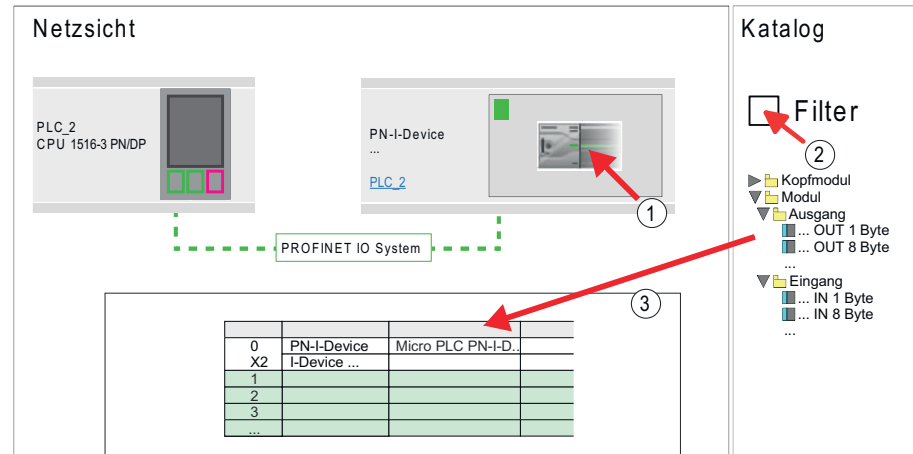 Netzsicht
PLC_2
CPU 1516-3 PN/DP
PN-I-Device
...
PLC_2
1
PROFINET IO System
3
0 PN-I-Device Micro PLC PN-I-D..
X2 I-Device ...
1
2
3
...
Katalog
Filter
2
Kopfmodul
Modul
Ausgang
... OUT 1 Byte
... OUT 8 Byte
...
Eingang
... IN 1 Byte
... IN 8 Byte
...